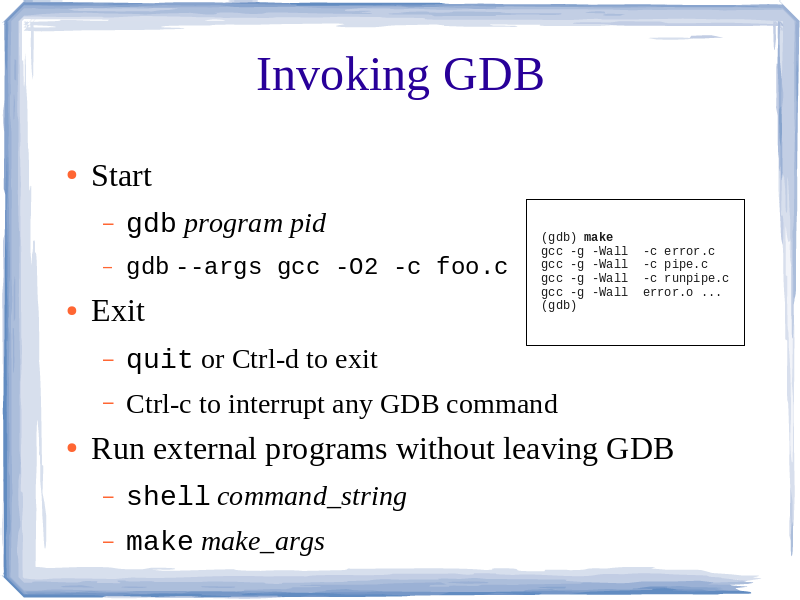 Invoking GDB
• Start
– gdb program pid
– gdb --args gcc -O2 -c foo.c
• Exit
– quit or Ctrl-d to exit
– Ctrl-c to interrupt any GDB command
• Run external programs without leaving GDB
– shell command_string
– make make_args
(gdb) make
gcc -g -Wall  -c error.c
gcc -g -Wall  -c pipe.c
gcc -g -Wall  -c runpipe.c
gcc -g -Wall  error.o ...
(gdb)